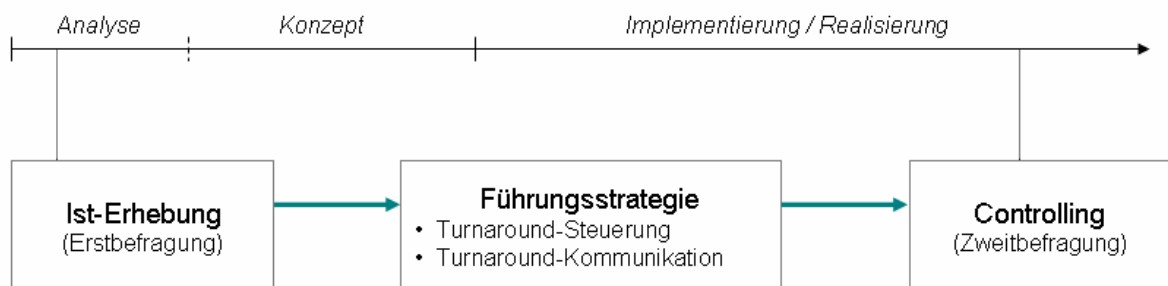 Analyse
Konzept
Implementierung / Realisierung
Ist-Erhebung
(Erstbefragung)
Führungsstrategie
• Turnaround-Steuerung
• Turnaround-Kommunikation
Controlling
(Zweitbefragung)